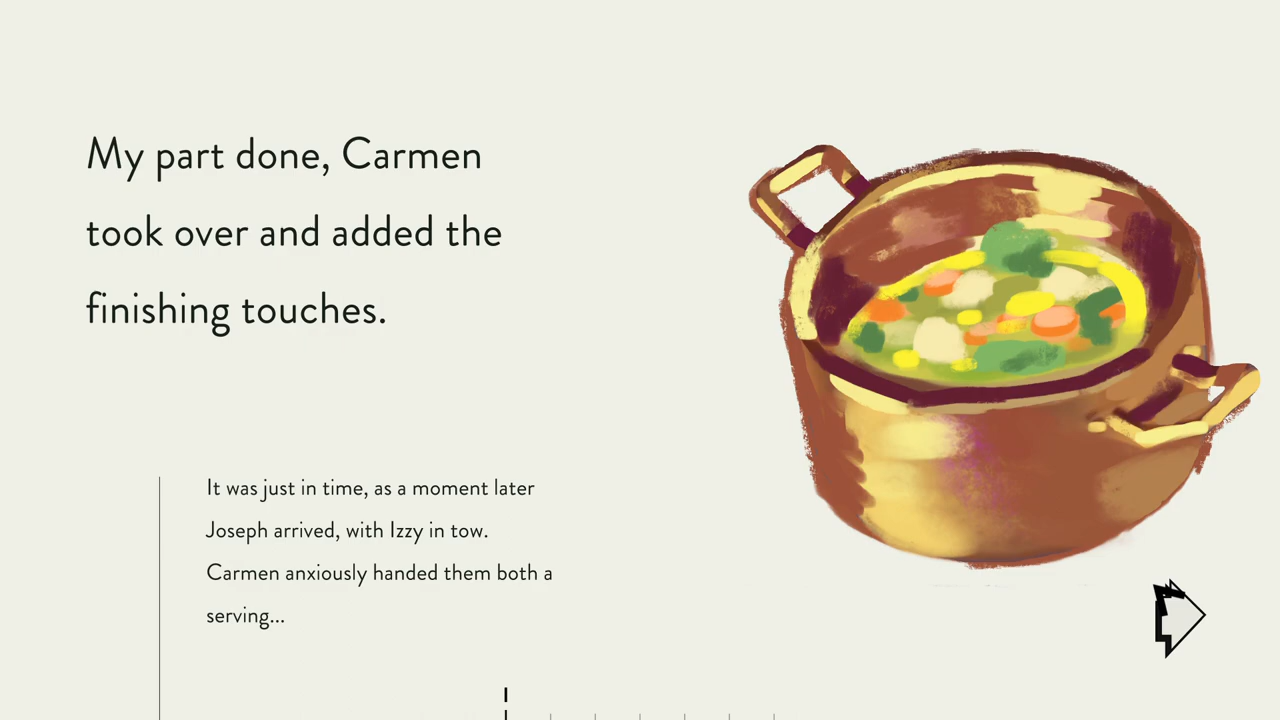 My part done, Carmen
took over and added the
finishing touches.
It was just in time, as a moment later
Joseph arrived, with Izzy in tow.
Carmen anxiously handed them both a
serving...